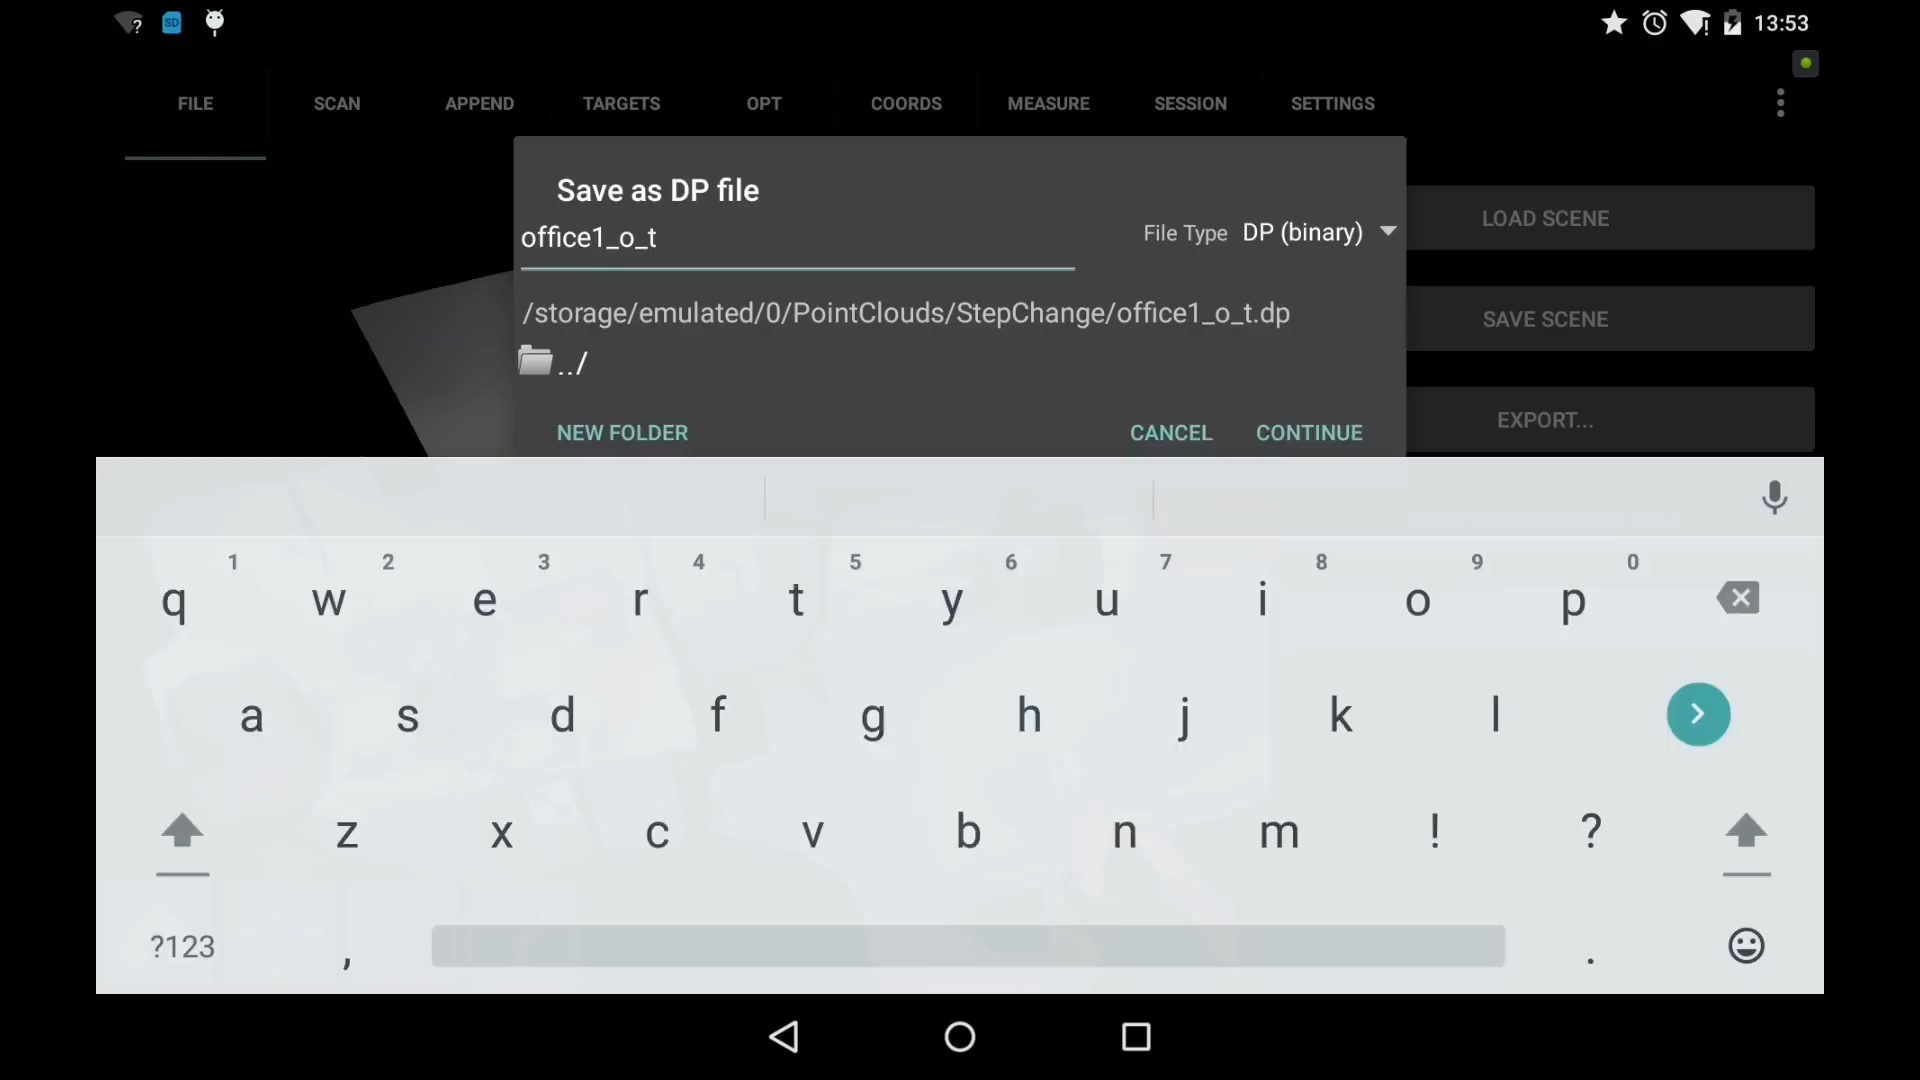 ? SD 13:53
FILE SCAN APPEND TARGETS OPT COORDS MEASURE SESSION SETTINGS
Save as DP file
office1_o_t File Type DP (binary)
/storage/emulated/0/PointClouds/StepChange/office1_o_t.dp
../
NEW FOLDER CANCEL CONTINUE
LOAD SCENE
SAVE SCENE
EXPORT...
1 2 3 4 5 6 7 8 9 0
q w e r t y u i o p
a s d f g h j k l
z x c v b n m ! ?
?123 , .